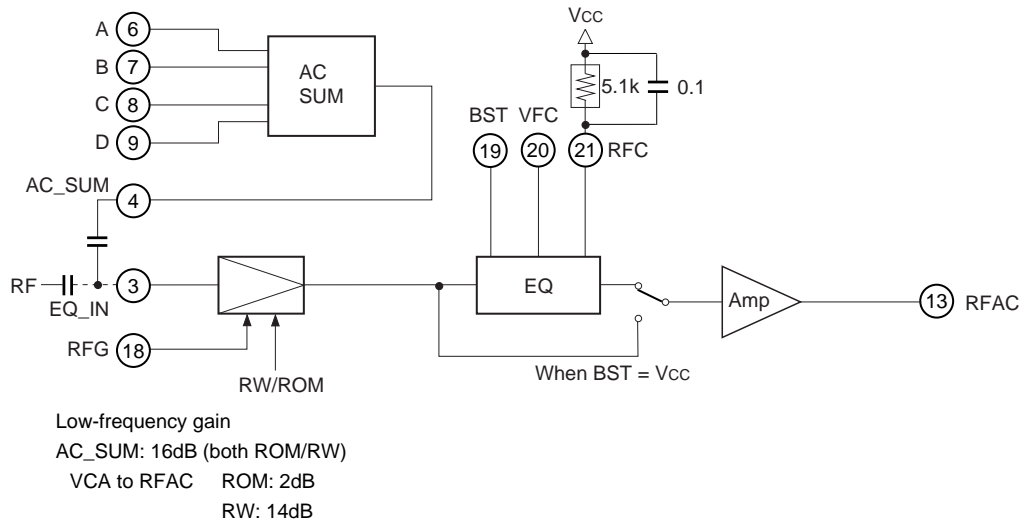 A 6
B 7
C 8
D 9
AC
SUM
Vcc
5.1k 0.1
BST VFC
19 20 21 RFC
AC_SUM 4
RF 3
EQ_IN
EQ
Amp
13 RFAC
RFG 18
RW/ROM
When BST = Vcc
Low-frequency gain
AC_SUM: 16dB (both ROM/RW)
VCA to RFAC ROM: 2dB
RW: 14dB